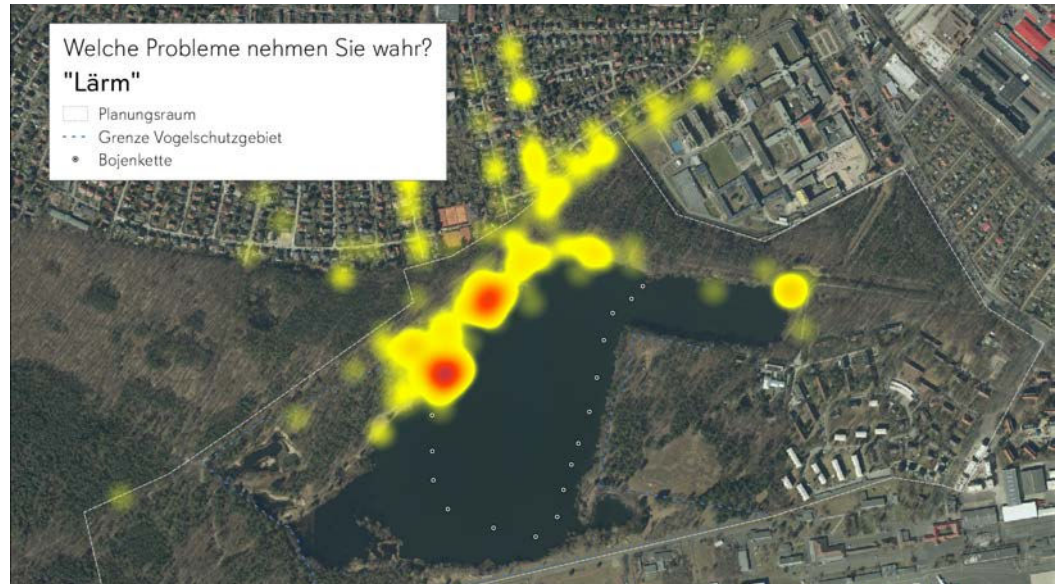 Welche Probleme nehmen Sie wahr?
"Lärm"
Planungsraum
Grenze Vogelschutzgebiet
Bojenkette